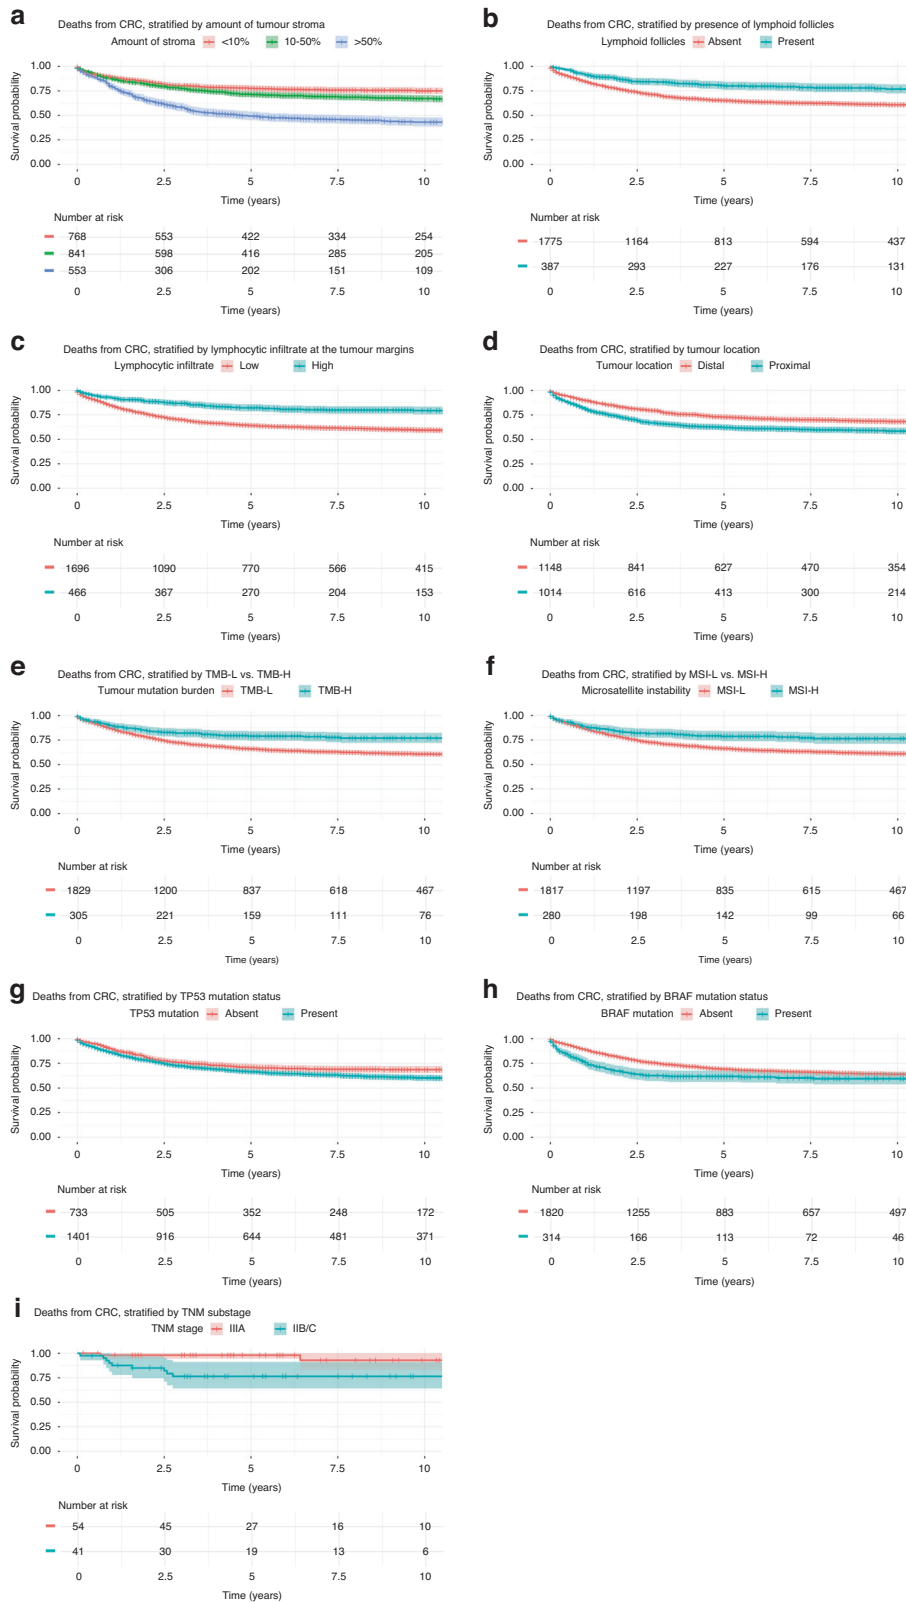 a
Deaths from CRC, stratified by amount of tumour stroma
Amount of stroma <10% 10-50% >50%
Survival probability
1.00
0.75
0.50
0.25
0.00
0 2.5 5 7.5 10
Time (years)
Number at risk
768 553 422 334 254
841 598 416 285 205
553 306 202 151 109
0 2.5 5 7.5 10
Time (years)
b
Deaths from CRC, stratified by presence of lymphoid follicles
Lymphoid follicles Absent Present
Survival probability
1.00
0.75
0.50
0.25
0.00
0 2.5 5 7.5 10
Time (years)
Number at risk
1775 1164 813 594 437
387 293 227 176 131
0 2.5 5 7.5 10
Time (years)
c
Deaths from CRC, stratified by lymphocytic infiltrate at the tumour margins
Lymphocytic infiltrate Low High
Survival probability
1.00
0.75
0.50
0.25
0.00
0 2.5 5 7.5 10
Time (years)
Number at risk
1696 1090 770 566 415
466 367 270 204 153
0 2.5 5 7.5 10
Time (years)
d
Deaths from CRC, stratified by tumour location
Tumour location Distal Proximal
Survival probability
1.00
0.75
0.50
0.25
0.00
0 2.5 5 7.5 10
Time (years)
Number at risk
1148 841 627 470 354
1014 616 413 300 214
0 2.5 5 7.5 10
Time (years)
e
Deaths from CRC, stratified by TMB-L vs. TMB-H
Tumour mutation burden TMB-L TMB-H
Survival probability
1.00
0.75
0.50
0.25
0.00
0 2.5 5 7.5 10
Time (years)
Number at risk
1829 1200 837 618 467
305 221 159 111 76
0 2.5 5 7.5 10
Time (years)
f
Deaths from CRC, stratified by MSI-L vs. MSI-H
Microsatellite instability MSI-L MSI-H
Survival probability
1.00
0.75
0.50
0.25
0.00
0 2.5 5 7.5 10
Time (years)
Number at risk
1817 1197 835 615 467
280 198 142 99 66
0 2.5 5 7.5 10
Time (years)
g
Deaths from CRC, stratified by TP53 mutation status
TP53 mutation Absent Present
Survival probability
1.00
0.75
0.50
0.25
0.00
0 2.5 5 7.5 10
Time (years)
Number at risk
733 505 352 248 172
1401 916 644 481 371
0 2.5 5 7.5 10
Time (years)
h
Deaths from CRC, stratified by BRAF mutation status
BRAF mutation Absent Present
Survival probability
1.00
0.75
0.50
0.25
0.00
0 2.5 5 7.5 10
Time (years)
Number at risk
1820 1255 883 657 497
314 166 113 72 46
0 2.5 5 7.5 10
Time (years)
i
Deaths from CRC, stratified by TNM substage
TNM stage IIIA IIB/C
Survival probability
1.00
0.75
0.50
0.25
0.00
0 2.5 5 7.5 10
Time (years)
Number at risk
54 45 27 16 10
41 30 19 13 6
0 2.5 5 7.5 10
Time (years)